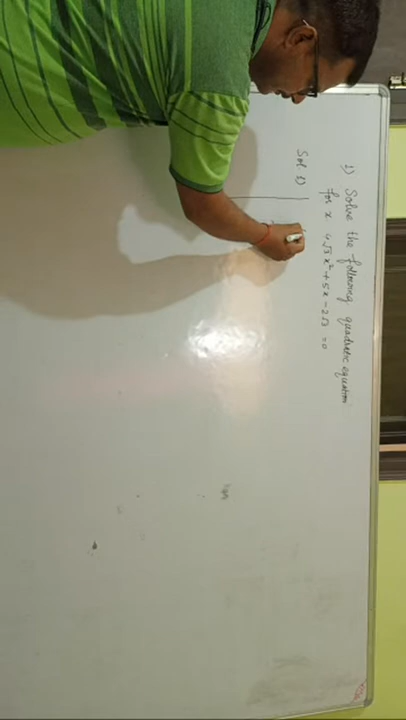 1) Solve the following quadratic equation
for x 4√3x² + 5x - 2√3 = 0
Sol 1)